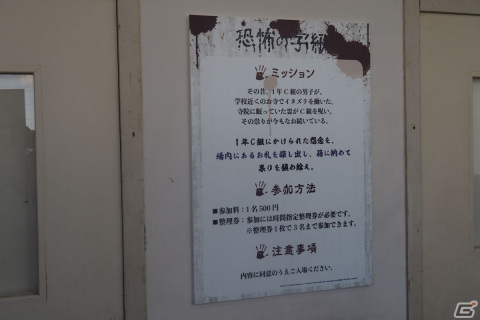 恐怖の予組
ミッション
その昔、1年C組の男子が、
学校近くのお寺でイタズラを働いた。
寺院に眠っていた霊がC組を呪い、
その祟りが今もなお続いている。
1年C組にかけられた怨念を、
場内にあるお札を探し出し、箱に納めて
祟りを鎮め給え。
参加方法
■参加料：1名500円
■整理券：参加には時間指定整理券が必要です。
※整理券1枚で3名まで参加できます。
注意事項
内容に同意のうえご入場ください。